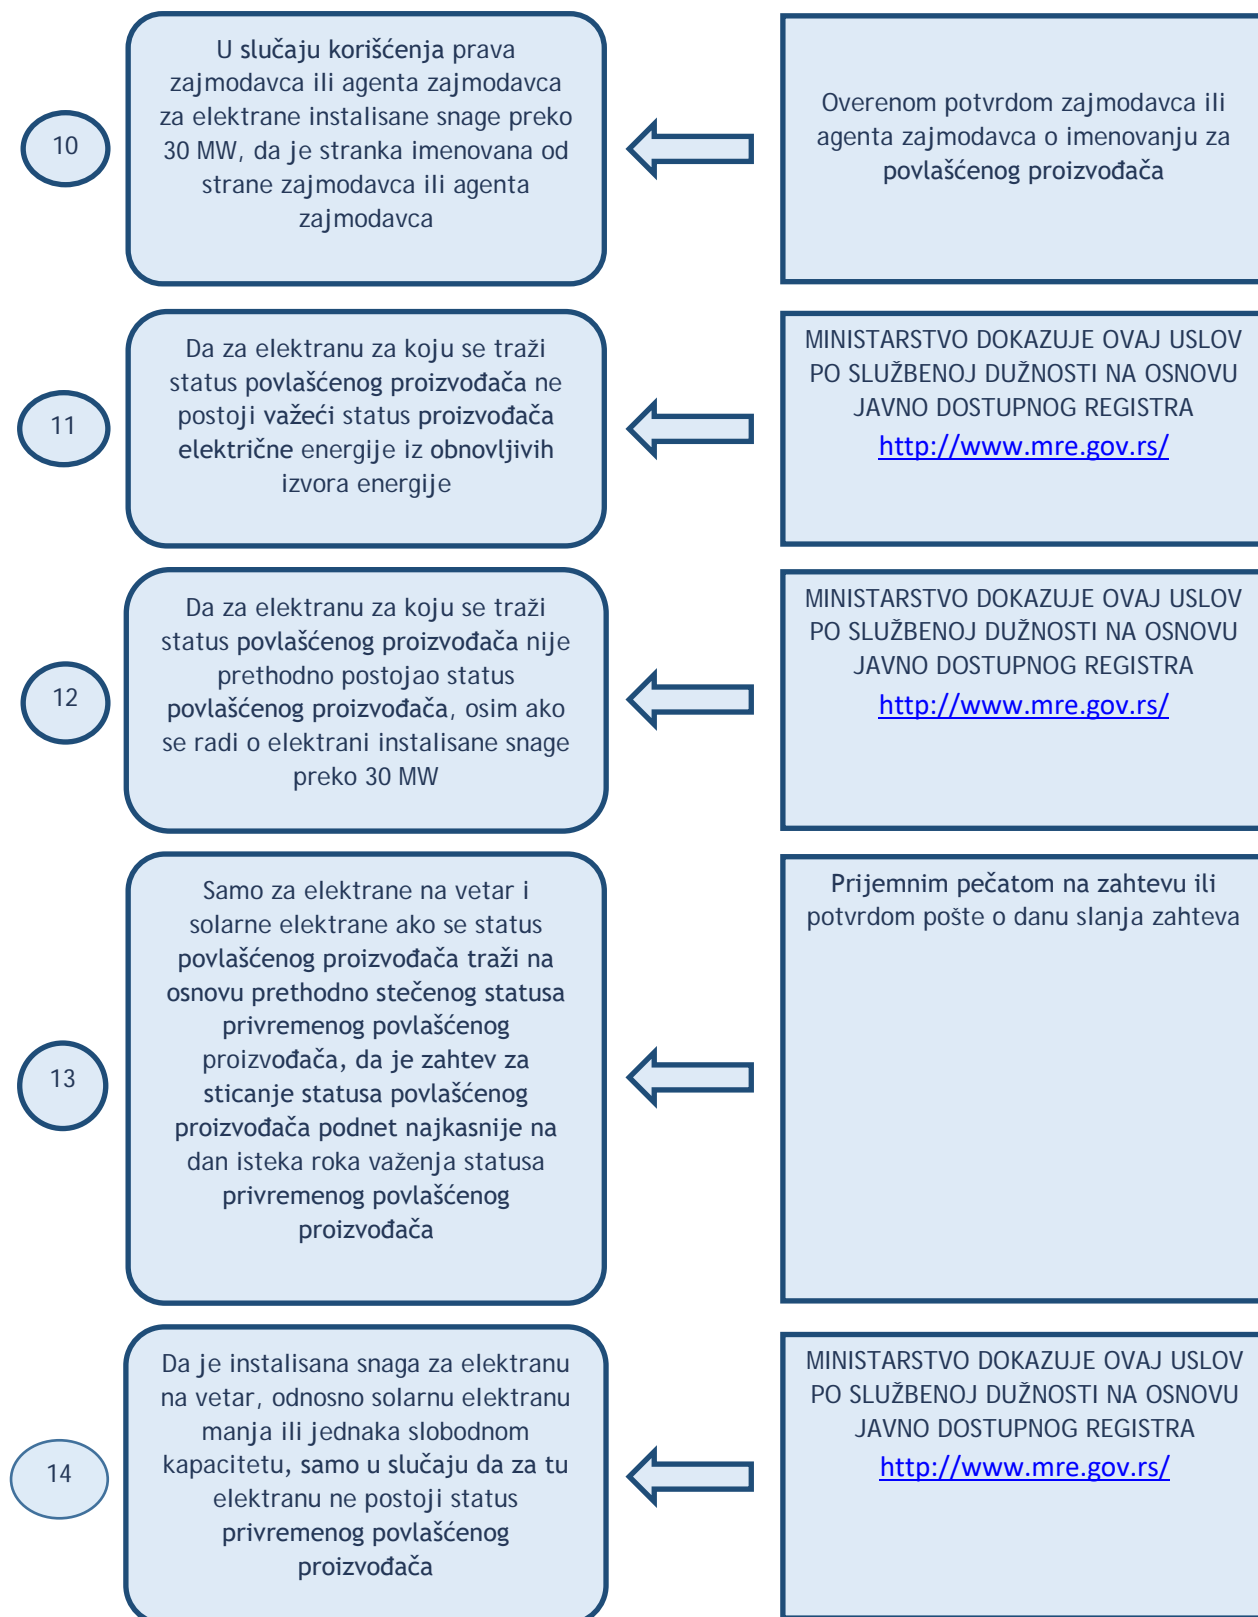 10
U slučaju korišćenja prava
zajmodavca ili agenta zajmodavca
za elektrane instalisane snage preko
30 MW, da je stranka imenovana od
strane zajmodavca ili agenta
zajmodavca
Overenom potvrdom zajmodavca ili
agenta zajmodavca o imenovanju za
povlašćenog proizvođača
11
Da za elektranu za koju se traži
status povlašćenog proizvođača ne
postoji važeći status proizvođača
električne energije iz obnovljivih
izvora energije
MINISTARSTVO DOKAZUJE OVAJ USLOV
PO SLUŽBENOJ DUŽNOSTI NA OSNOVU
JAVNO DOSTUPNOG REGISTRA
http://www.mre.gov.rs/
12
Da za elektranu za koju se traži
status povlašćenog proizvođača nije
prethodno postojao status
povlašćenog proizvođača, osim ako
se radi o elektrani instalisane snage
preko 30 MW
MINISTARSTVO DOKAZUJE OVAJ USLOV
PO SLUŽBENOJ DUŽNOSTI NA OSNOVU
JAVNO DOSTUPNOG REGISTRA
http://www.mre.gov.rs/
13
Samo za elektrane na vetar i
solarne elektrane ako se status
povlašćenog proizvođača traži na
osnovu prethodno stečenog statusa
privremenog povlašćenog
proizvođača, da je zahtev za
sticanje statusa povlašćenog
proizvođača podnet najkasnije na
dan isteka roka važenja statusa
privremenog povlašćenog
proizvođača
Prijemnim pečatom na zahtevu ili
potvrdom pošte o danu slanja zahteva
14
Da je instalisana snaga za elektranu
na vetar, odnosno solarnu elektranu
manja ili jednaka slobodnom
kapacitetu, samo u slučaju da za tu
elektranu ne postoji status
privremenog povlašćenog
proizvođača
MINISTARSTVO DOKAZUJE OVAJ USLOV
PO SLUŽBENOJ DUŽNOSTI NA OSNOVU
JAVNO DOSTUPNOG REGISTRA
http://www.mre.gov.rs/